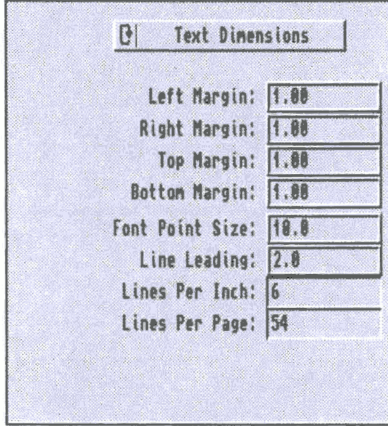 Text Dimensions
Left Margin: 1.00
Right Margin: 1.00
Top Margin: 1.00
Bottom Margin: 1.00
Font Point Size: 10.0
Line Leading: 2.0
Lines Per Inch: 6
Lines Per Page: 54